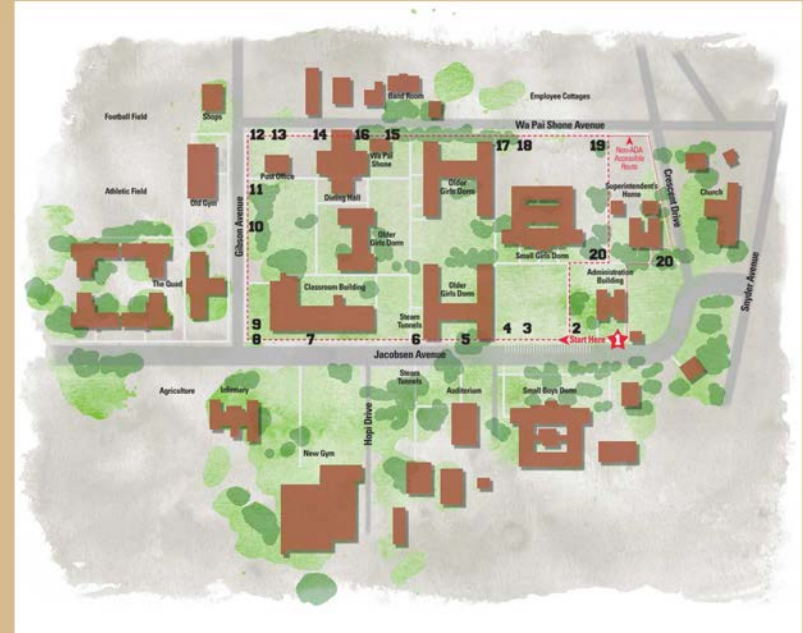 Football Field
Shops
Band Room
Employee Cottages
Wa Pai Shone Avenue
12 13 14 16 15 17 18 19
Non-ADA
Accessible
Route
Post Office
Wa Pai
Shone
Dining Hall
Older
Girls Dorm
Superintendent's
Home
Crescent Drive
Church
Athletic Field
Old Gym
11
10
Gibson Avenue
Older
Girls Dorm
Small Girls Dorm
20
20
Snyder Avenue
The Quad
Classroom Building
Older
Girls Dorm
Administration
Building
Steam
Tunnels
9
8 7 6 5 4 3 2
Start Here
1
Jacobsen Avenue
Steam
Tunnels
Agriculture
Infirmary
Hopi Drive
Auditorium
Small Boys Dorm
New Gym